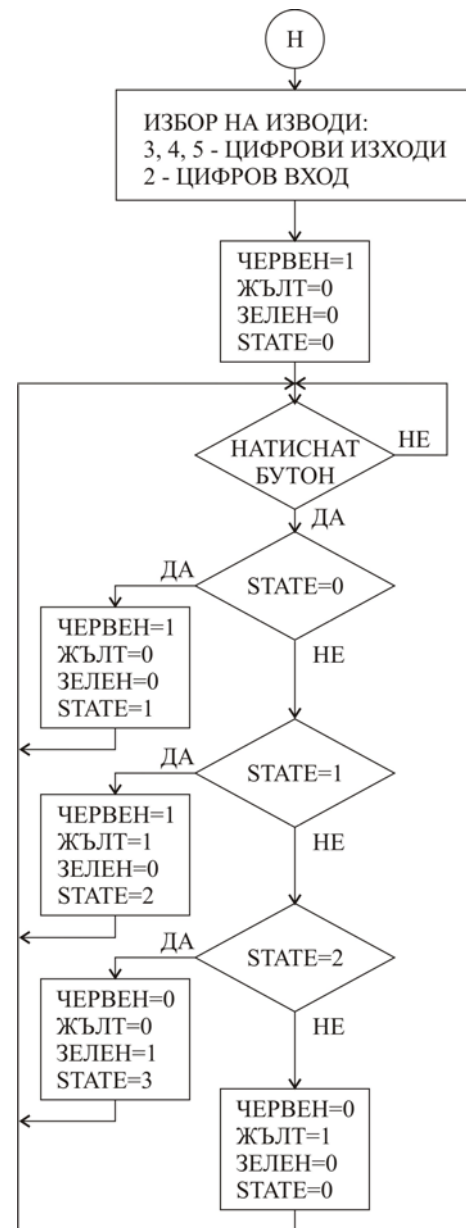 Н
ИЗБОР НА ИЗВОДИ:
3, 4, 5 - ЦИФРОВИ ИЗХОДИ
2 - ЦИФРОВ ВХОД
ЧЕРВЕН=1
ЖЪЛТ=0
ЗЕЛЕН=0
STATE=0
НАТИСНАТ
БУТОН
НЕ
ДА
STATE=0
ДА
НЕ
ЧЕРВЕН=1
ЖЪЛТ=0
ЗЕЛЕН=0
STATE=1
STATE=1
ДА
НЕ
ЧЕРВЕН=1
ЖЪЛТ=1
ЗЕЛЕН=0
STATE=2
STATE=2
ДА
НЕ
ЧЕРВЕН=0
ЖЪЛТ=0
ЗЕЛЕН=1
STATE=3
ЧЕРВЕН=0
ЖЪЛТ=1
ЗЕЛЕН=0
STATE=0